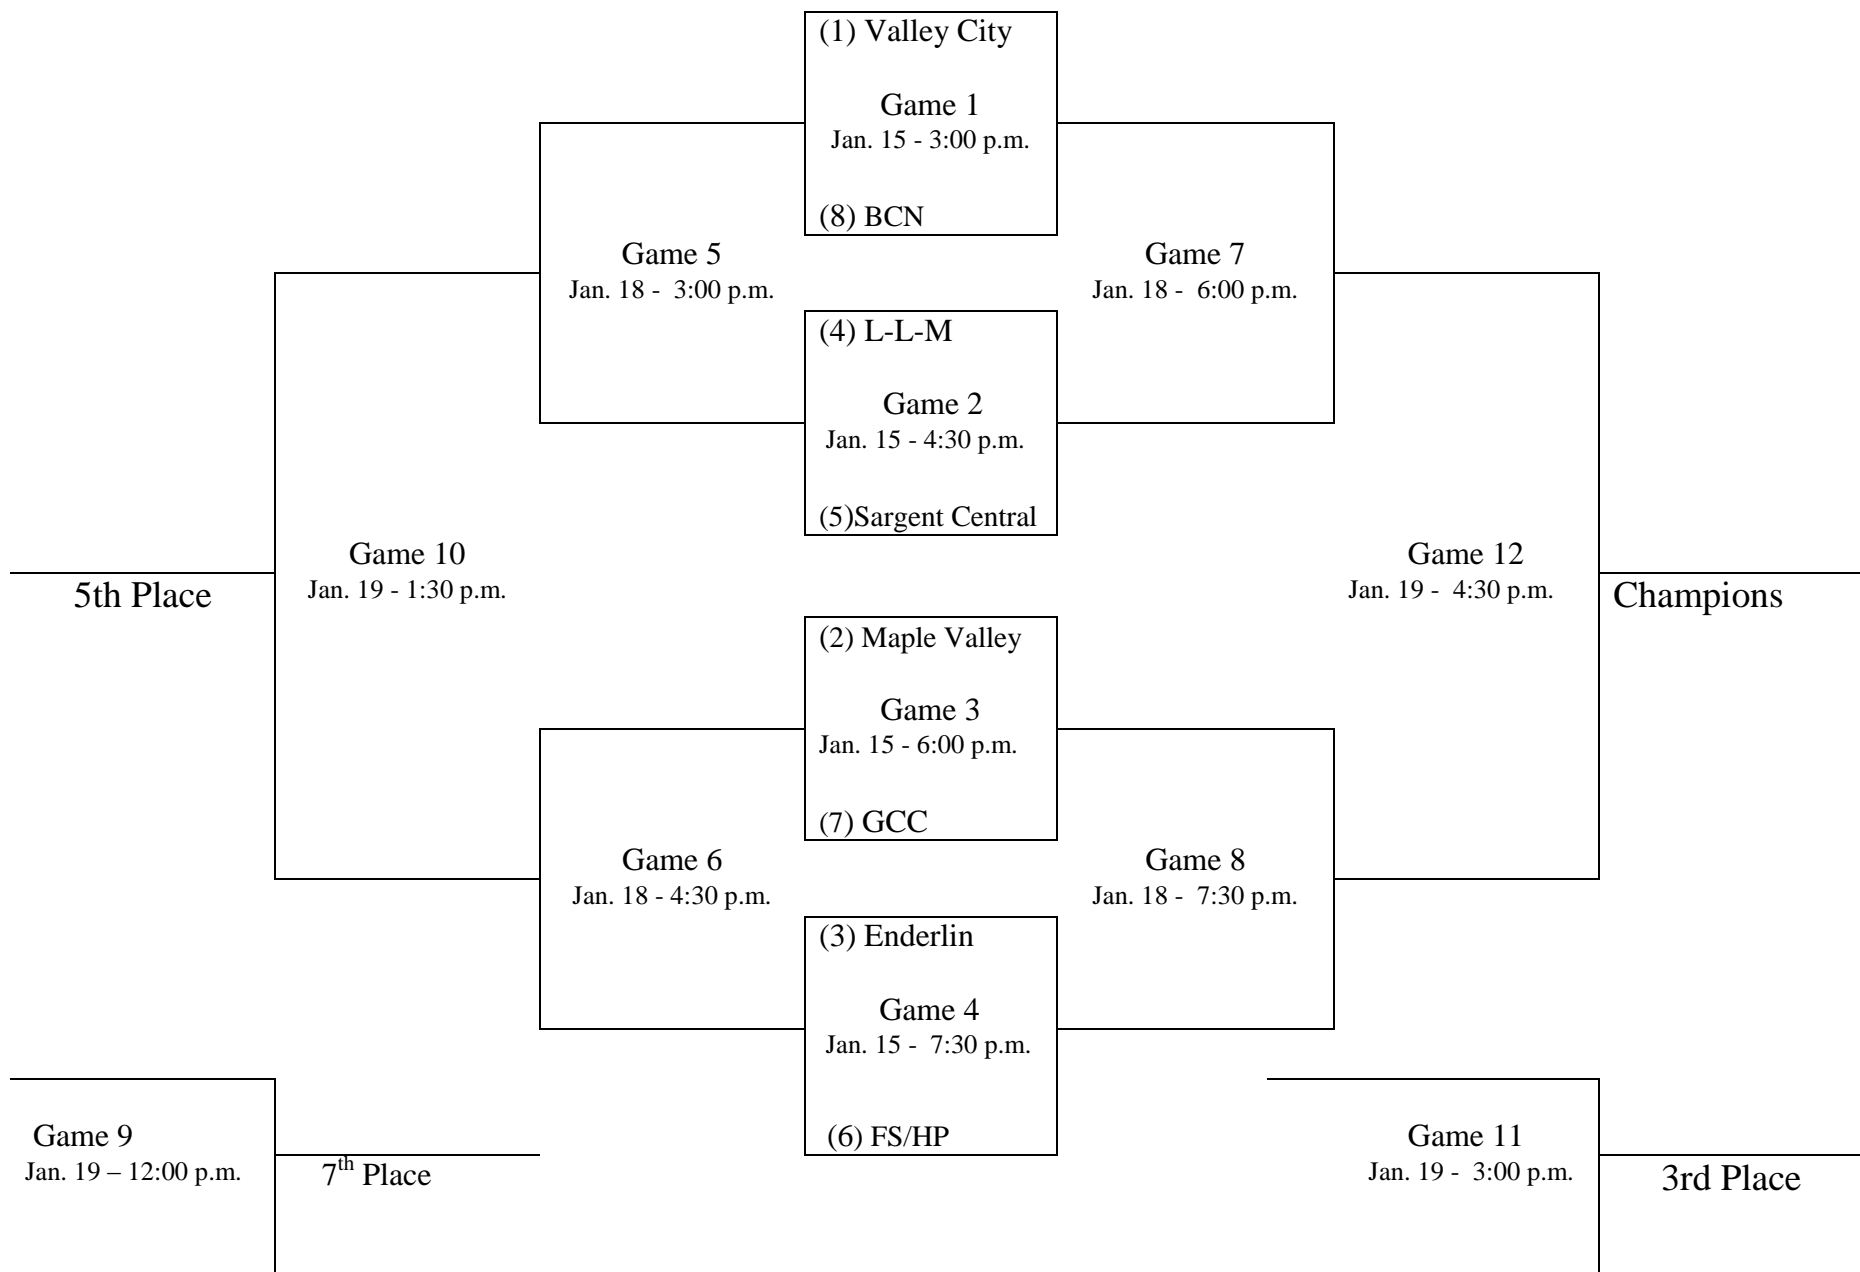 (1) Valley City
Game 1
Jan. 15 - 3:00 p.m.
(8) BCN
Game 5
Jan. 18 -  3:00 p.m.
Game 7
Jan. 18 -  6:00 p.m.
(4) L-L-M
Game 2
Jan. 15 - 4:30 p.m.
(5)Sargent Central
Game 10
Jan. 19 - 1:30 p.m.
5th Place
Game 12
Jan. 19 -  4:30 p.m.
Champions
(2) Maple Valley
Game 3
Jan. 15 - 6:00 p.m.
(7) GCC
Game 6
Jan. 18 - 4:30 p.m.
Game 8
Jan. 18 -  7:30 p.m.
(3) Enderlin
Game 4
Jan. 15 -  7:30 p.m.
(6) FS/HP
Game 9
Jan. 19 – 12:00 p.m.
7th Place
Game 11
Jan. 19 -  3:00 p.m.
3rd Place